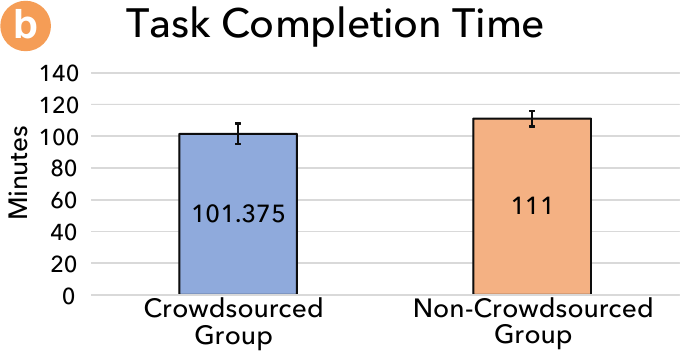 b
Task Completion Time
Minutes
140
120
100
80
60
40
20
0
101.375
111
Crowdsourced
Group
Non-Crowdsourced
Group